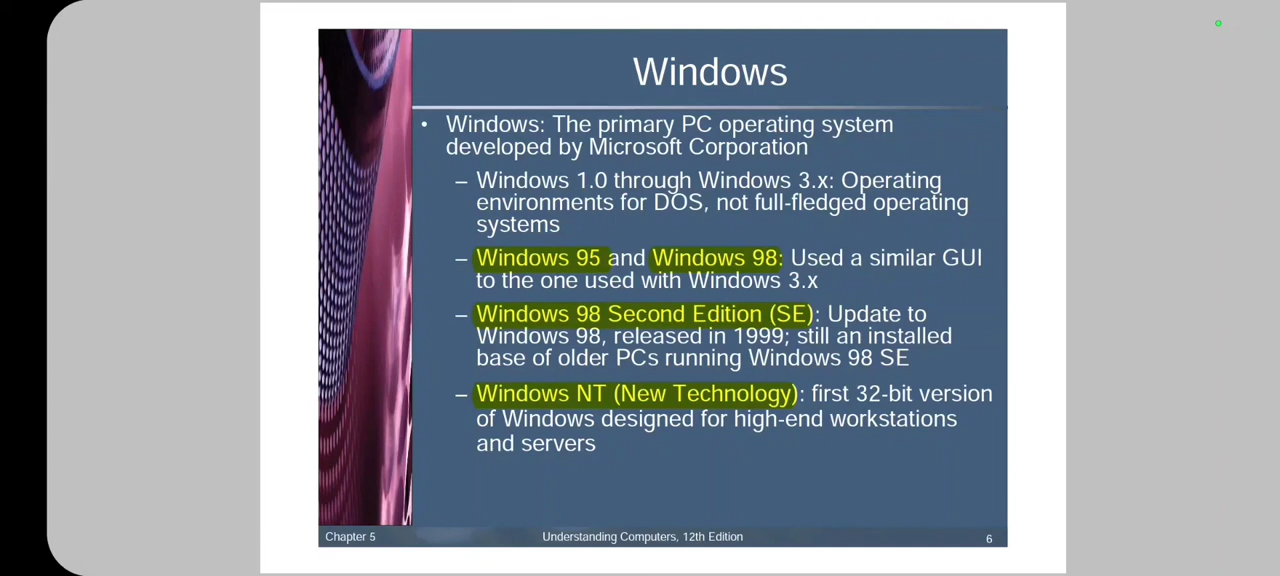 Windows
• Windows: The primary PC operating system
developed by Microsoft Corporation
– Windows 1.0 through Windows 3.x: Operating
environments for DOS, not full-fledged operating
systems
– Windows 95 and Windows 98: Used a similar GUI
to the one used with Windows 3.x
– Windows 98 Second Edition (SE): Update to
Windows 98, released in 1999; still an installed
base of older PCs running Windows 98 SE
– Windows NT (New Technology): first 32-bit version
of Windows designed for high-end workstations
and servers
Chapter 5 Understanding Computers, 12th Edition 6